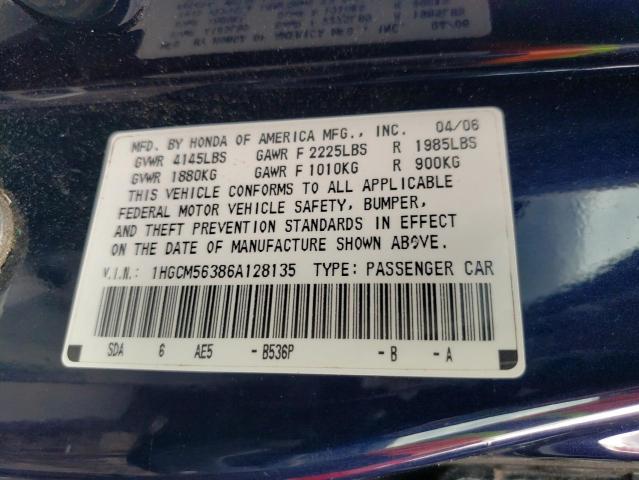 MFD. BY HONDA OF AMERICA MFG., INC. 04/06
GVWR 4145LBS GAWR F 2225LBS R 1985LBS
GVWR 1880KG GAWR F 1010KG R 900KG
THIS VEHICLE CONFORMS TO ALL APPLICABLE
FEDERAL MOTOR VEHICLE SAFETY, BUMPER,
AND THEFT PREVENTION STANDARDS IN EFFECT
ON THE DATE OF MANUFACTURE SHOWN ABOVE.
V.I.N.: 1HGCM56386A128135 TYPE: PASSENGER CAR
SDA 6 AE5 -B536P -B -A